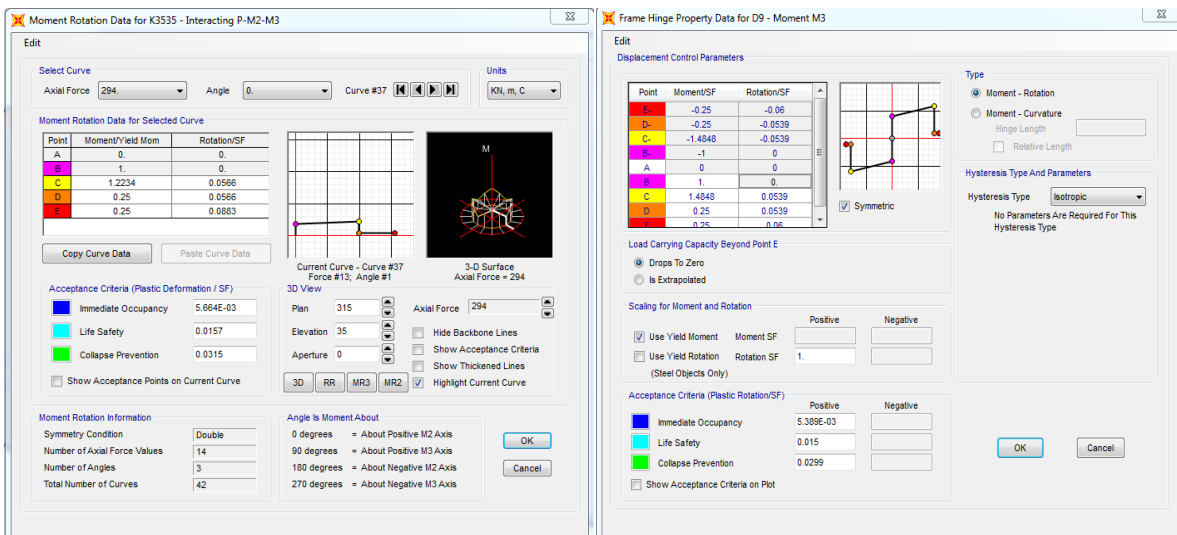 Moment Rotation Data for K3535 - Interacting P-M2-M3
Edit
Select Curve
Axial Force 294. Angle 0. Curve #37
Units
KN, m, C
Moment Rotation Data for Selected Curve
Point Moment/Yield Mom Rotation/SF
A 0. 0.
B 1. 0.
C 1.2234 0.0566
D 0.25 0.0566
E 0.25 0.0883
Copy Curve Data Paste Curve Data
Current Curve - Curve #37
Force #13; Angle #1
M
3-D Surface
Axial Force = 294
Acceptance Criteria (Plastic Deformation / SF)
Immediate Occupancy 5.664E-03
Life Safety 0.0157
Collapse Prevention 0.0315
Show Acceptance Points on Current Curve
3D View
Plan 315 Axial Force 294
Elevation 35
Aperture 0
Hide Backbone Lines
Show Acceptance Criteria
Show Thickened Lines
Highlight Current Curve
3D RR MR3 MR2
Moment Rotation Information
Symmetry Condition Double
Number of Axial Force Values 14
Number of Angles 3
Total Number of Curves 42
Angle Is Moment About
0 degrees = About Positive M2 Axis
90 degrees = About Positive M3 Axis
180 degrees = About Negative M2 Axis
270 degrees = About Negative M3 Axis
OK
Cancel
Frame Hinge Property Data for D9 - Moment M3
Edit
Displacement Control Parameters
Point Moment/SF Rotation/SF
E- -0.25 -0.06
D- -0.25 -0.0539
C- -1.4848 -0.0539
B- -1 0
A 0 0
B 1. 0.
C 1.4848 0.0539
D 0.25 0.0539
E 0.25 0.06
Symmetric
Load Carrying Capacity Beyond Point E
Drops To Zero
Is Extrapolated
Scaling for Moment and Rotation
Positive Negative
Use Yield Moment Moment SF
Use Yield Rotation Rotation SF 1.
(Steel Objects Only)
Acceptance Criteria (Plastic Rotation/SF)
Positive Negative
Immediate Occupancy 5.389E-03
Life Safety 0.015
Collapse Prevention 0.0299
Show Acceptance Criteria on Plot
Type
Moment - Rotation
Moment - Curvature
Hinge Length
Relative Length
Hysteresis Type And Parameters
Hysteresis Type Isotropic
No Parameters Are Required For This
Hysteresis Type
OK Cancel